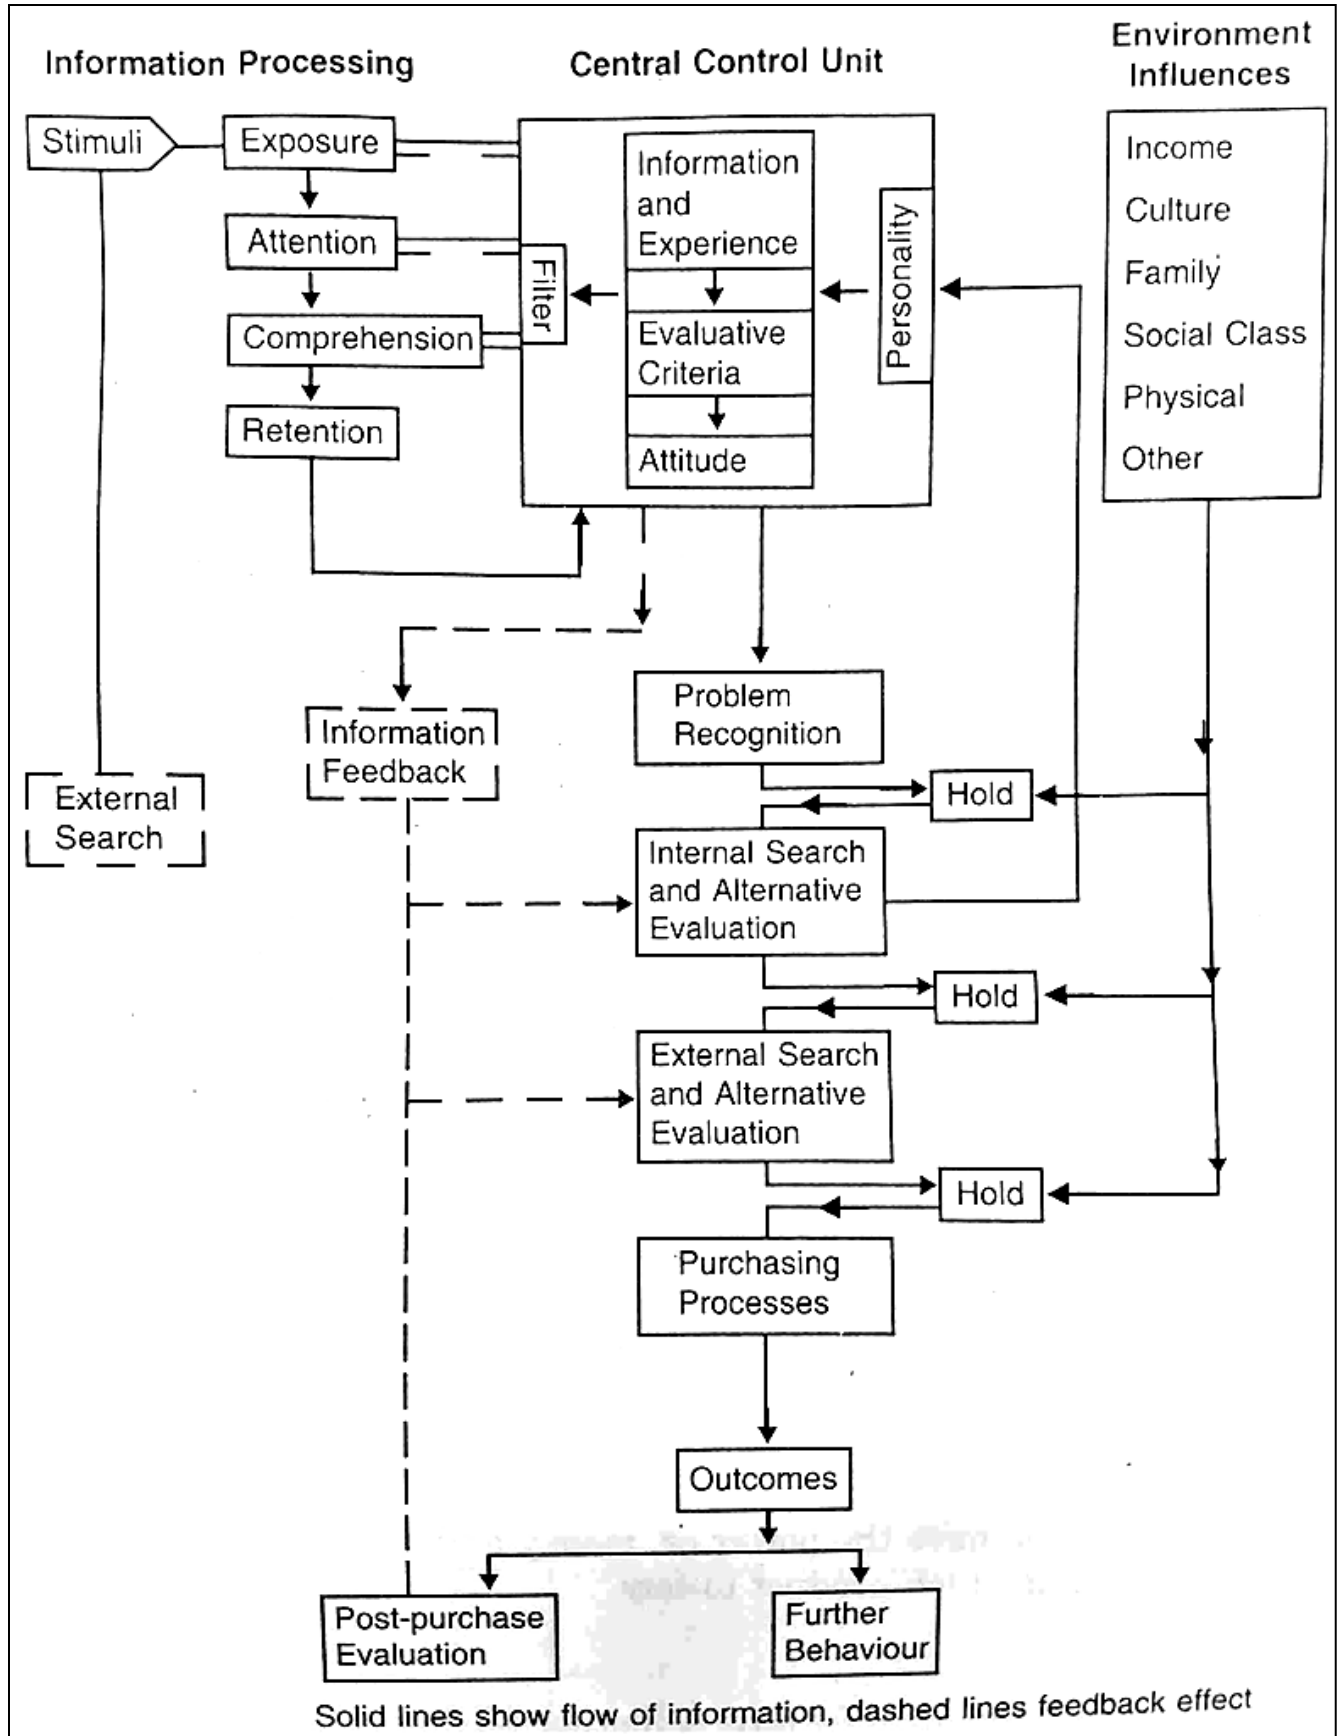 Information Processing
Central Control Unit
Environment
Influences
Stimuli
Exposure
Attention
Comprehension
Retention
Filter
Information
and
Experience
Evaluative
Criteria
Attitude
Personality
Income
Culture
Family
Social Class
Physical
Other
Information
Feedback
External
Search
Problem
Recognition
Hold
Internal Search
and Alternative
Evaluation
Hold
External Search
and Alternative
Evaluation
Hold
Purchasing
Processes
Outcomes
Post-purchase
Evaluation
Further
Behaviour
Solid lines show flow of information, dashed lines feedback effect